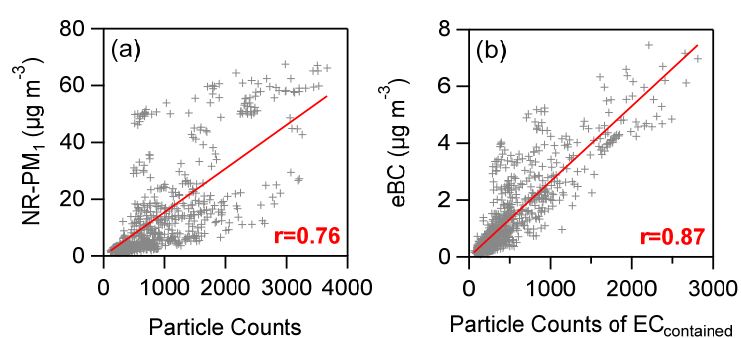 (a)
80
60
40
20
0
NR-PM1 (µg m-3)
r=0.76
0 1000 2000 3000 4000
Particle Counts
(b)
8
6
4
2
0
eBC (µg m-3)
r=0.87
0 1000 2000 3000
Particle Counts of ECcontained